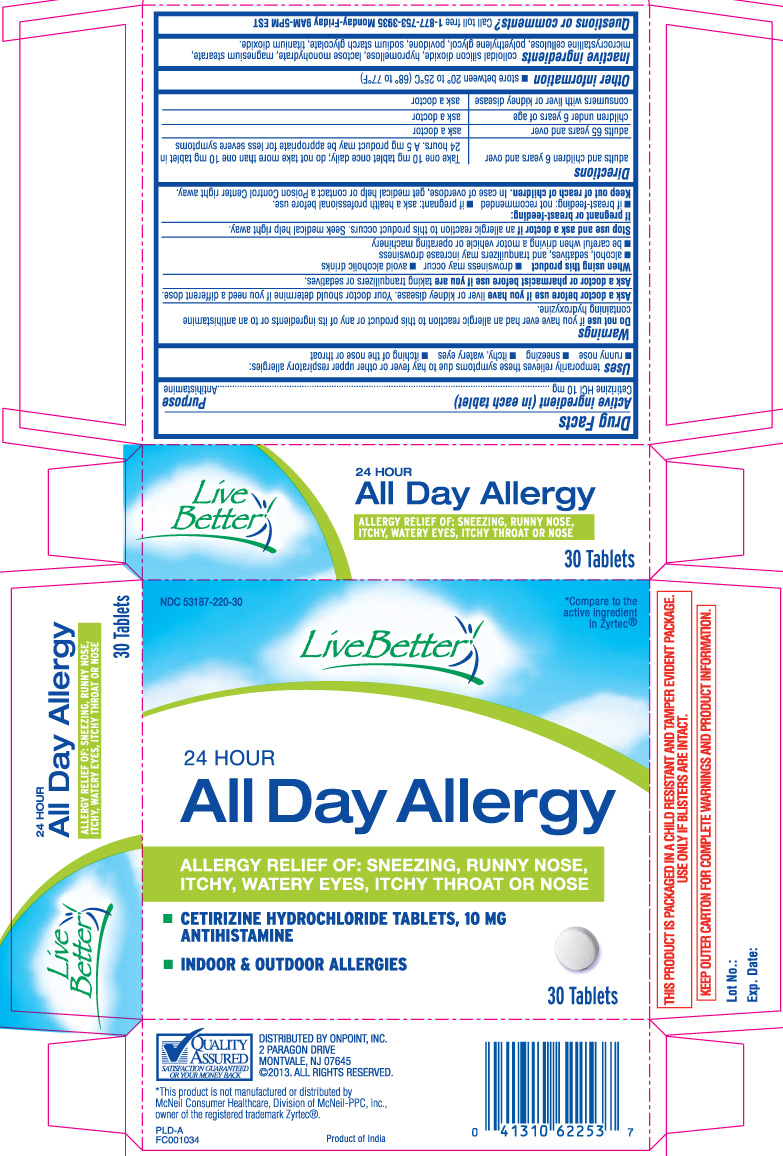 Drug Facts
Active ingredient (in each tablet) Purpose
Cetirizine HCl 10 mg ........Antihistamine
Uses temporarily relieves these symptoms due to hay fever or other upper respiratory allergies:
■ runny nose ■ sneezing ■ itchy, watery eyes ■ itching of the nose or throat
Warnings
Do not use if you have ever had an allergic reaction to this product or any of its ingredients or to an antihistamine
containing hydroxyzine.
Ask a doctor before use if you have liver or kidney disease. Your doctor should determine if you need a different dose.
Ask a doctor or pharmacist before use if you are taking tranquilizers or sedatives.
When using this product ■ drowsiness may occur ■ avoid alcoholic drinks
■ alcohol, sedatives, and tranquilizers may increase drowsiness
■ be careful when driving a motor vehicle or operating machinery
Stop use and ask a doctor if an allergic reaction to this product occurs. Seek medical help right away.
If pregnant or breast-feeding:
■ if breast-feeding: not recommended ■ if pregnant: ask a health professional before use.
Keep out of reach of children. In case of overdose, get medical help or contact a Poison Control Center right away.
Directions
adults and children 6 years and over Take one 10 mg tablet once daily; do not take more than one 10 mg tablet in
24 hours. A 5 mg product may be appropriate for less severe symptoms
adults 65 years and over ask a doctor
children under 6 years of age ask a doctor
consumers with liver or kidney disease ask a doctor
Other information ■ store between 20° to 25°C (68° to 77°F)
Inactive ingredients colloidal silicon dioxide, hypromellose, lactose monohydrate, magnesium stearate,
microcrystalline cellulose, polyethylene glycol, povidone, sodium starch glycolate, titanium dioxide.
Questions or comments? Call toll free 1-877-753-3935 Monday-Friday 9AM-5PM EST
Live
Better
24 HOUR
All Day Allergy
ALLERGY RELIEF OF: SNEEZING, RUNNY NOSE,
ITCHY, WATERY EYES, ITCHY THROAT OR NOSE
30 Tablets
24 HOUR
All Day Allergy
ALLERGY RELIEF OF: SNEEZING, RUNNY NOSE,
ITCHY, WATERY EYES, ITCHY THROAT OR NOSE
30 Tablets
Live
Better
NDC 53187-220-30
*Compare to the
active ingredient
in Zyrtec®
LiveBetter
24 HOUR
All Day Allergy
ALLERGY RELIEF OF: SNEEZING, RUNNY NOSE,
ITCHY, WATERY EYES, ITCHY THROAT OR NOSE
■ CETIRIZINE HYDROCHLORIDE TABLETS, 10 MG
ANTIHISTAMINE
■ INDOOR & OUTDOOR ALLERGIES
30 Tablets
THIS PRODUCT IS PACKAGED IN A CHILD RESISTANT AND TAMPER EVIDENT PACKAGE.
USE ONLY IF BLISTERS ARE INTACT.
KEEP OUTER CARTON FOR COMPLETE WARNINGS AND PRODUCT INFORMATION.
Lot No.:
Exp. Date:
QUALITY
ASSURED
SATISFACTION GUARANTEED
OR YOUR MONEY BACK
DISTRIBUTED BY ONPOINT, INC.
2 PARAGON DRIVE
MONTVALE, NJ 07645
©2013. ALL RIGHTS RESERVED.
*This product is not manufactured or distributed by
McNeil Consumer Healthcare, Division of McNeil-PPC, Inc.,
owner of the registered trademark Zyrtec®.
PLD-A
FC001034
Product of India
0 41310 62253 7